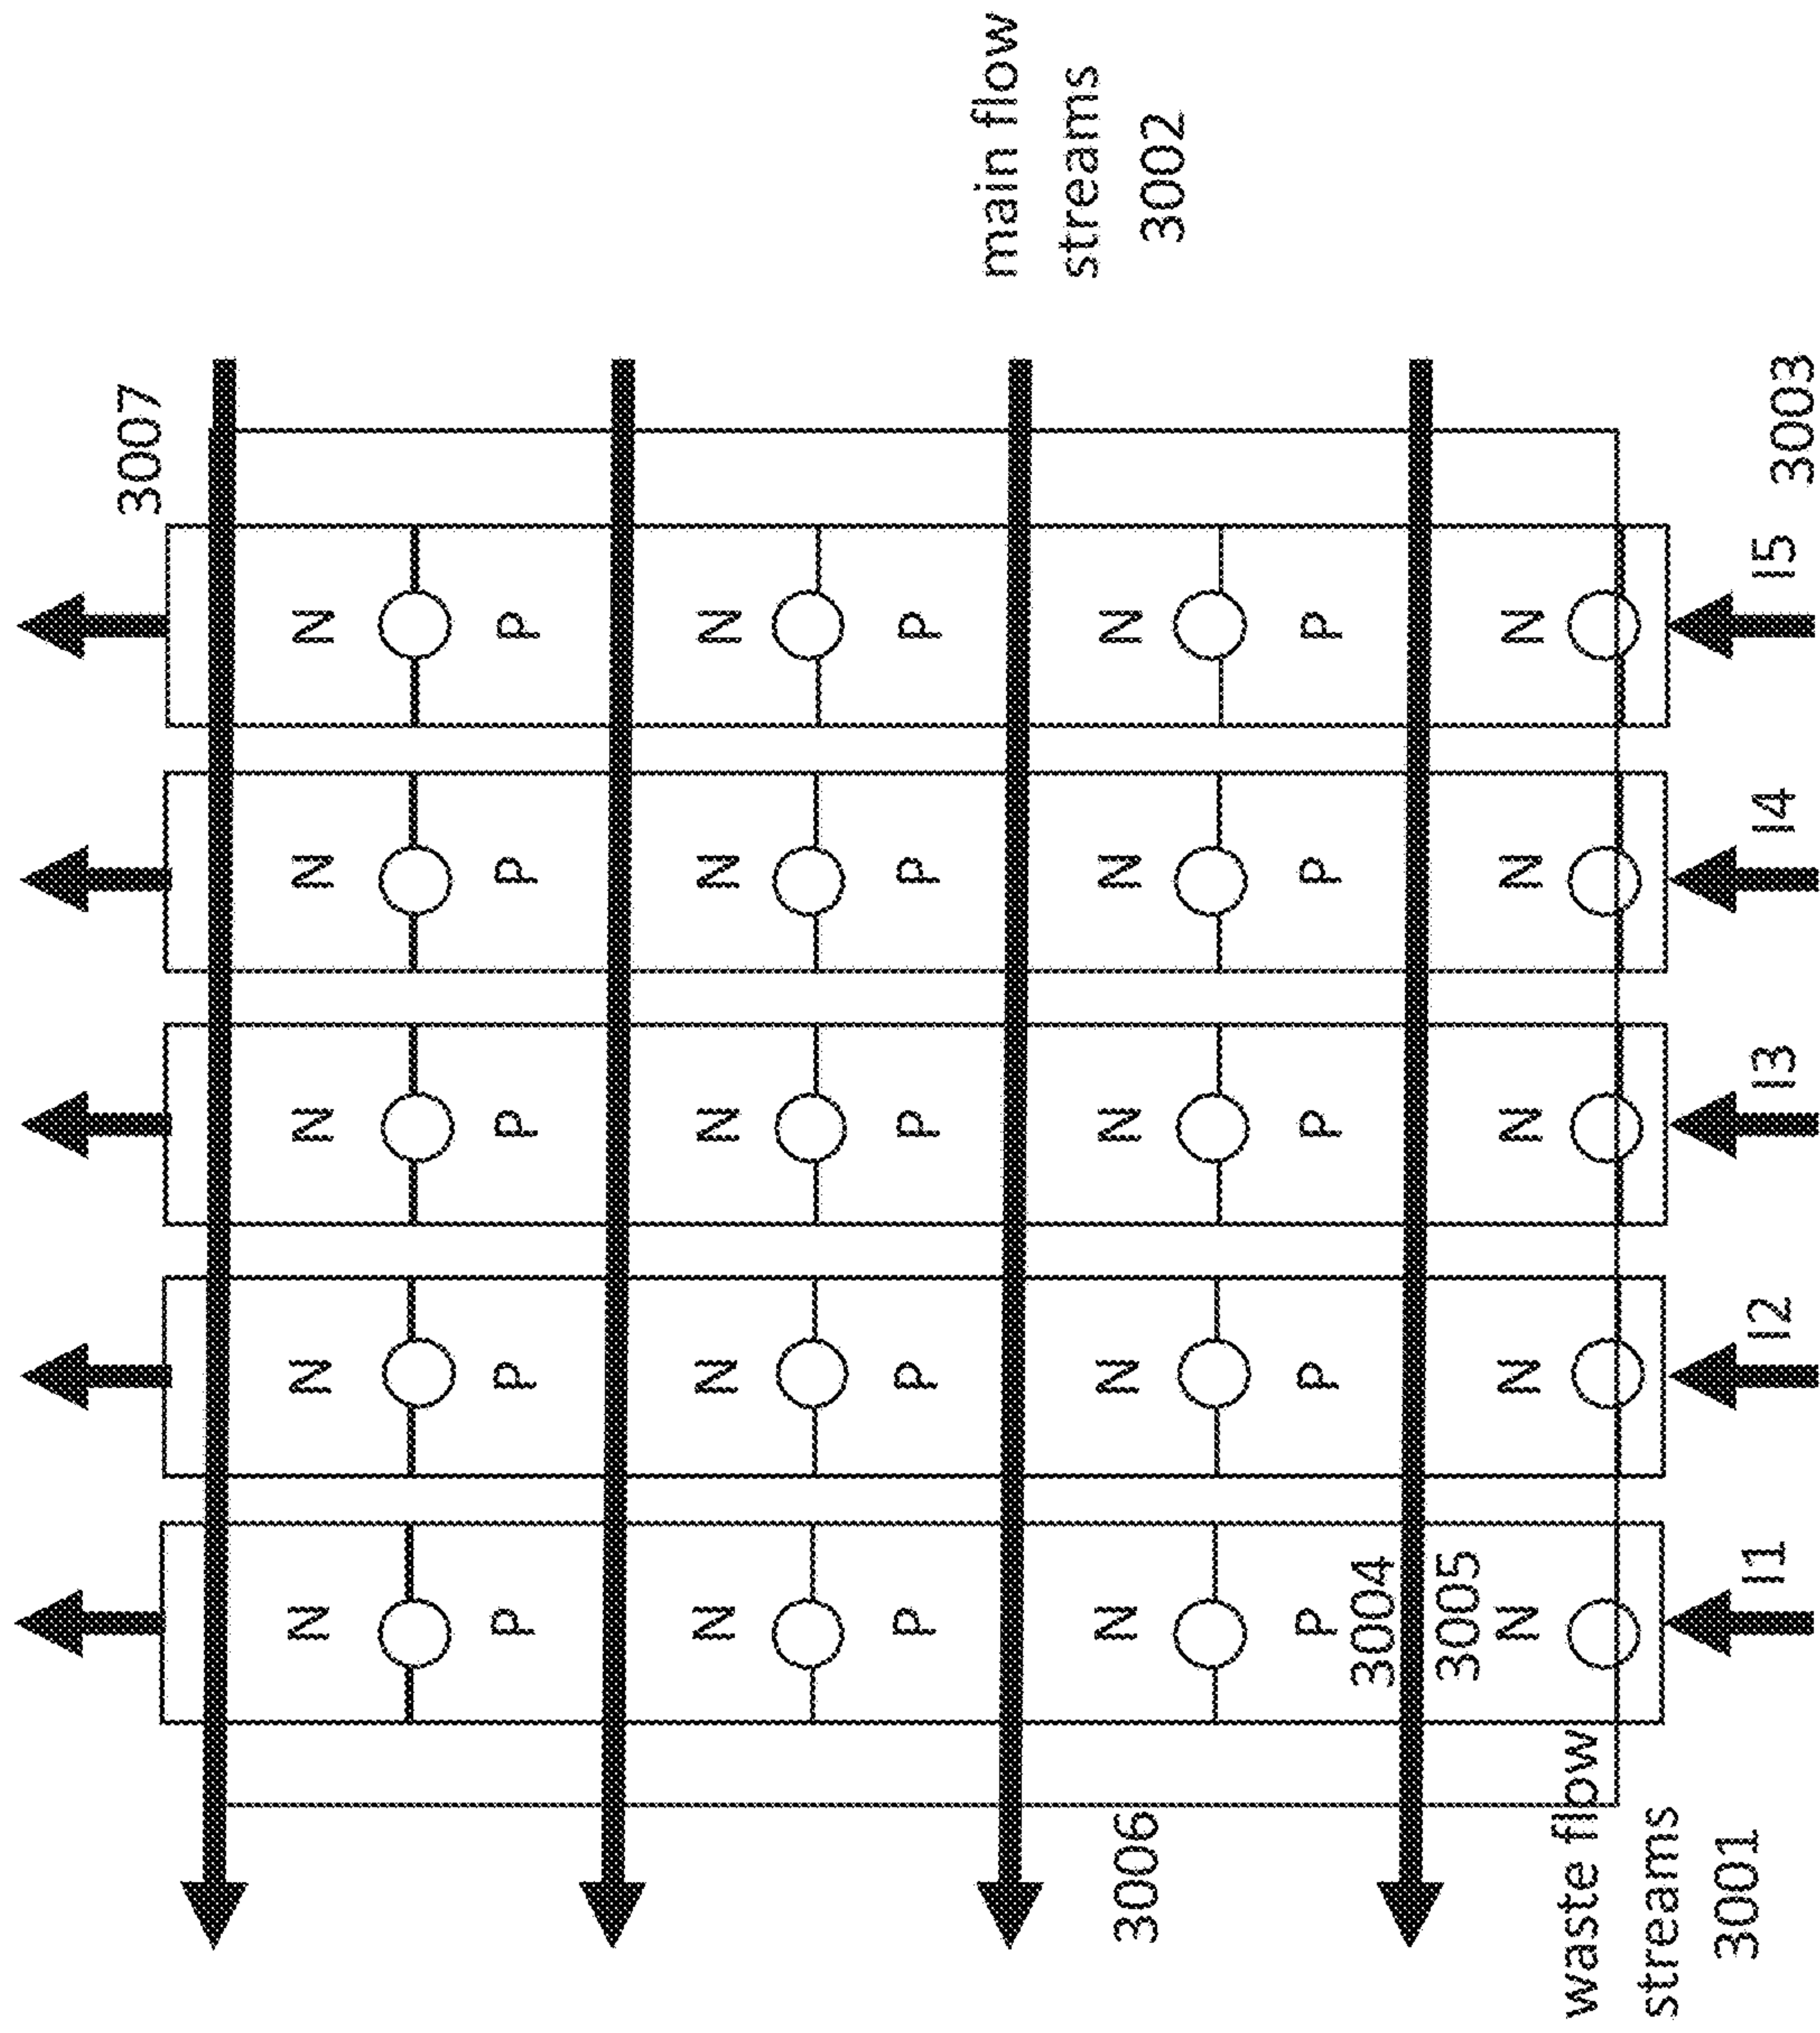 3007
N N N N N
P P P P P
N N N N N
P P P P P
main flow
streams
3002
N N N N N
3006
P P P P P
3004
3005
N N N N N
waste flow
streams
3001
I1 I2 I3 I4 I5
3003